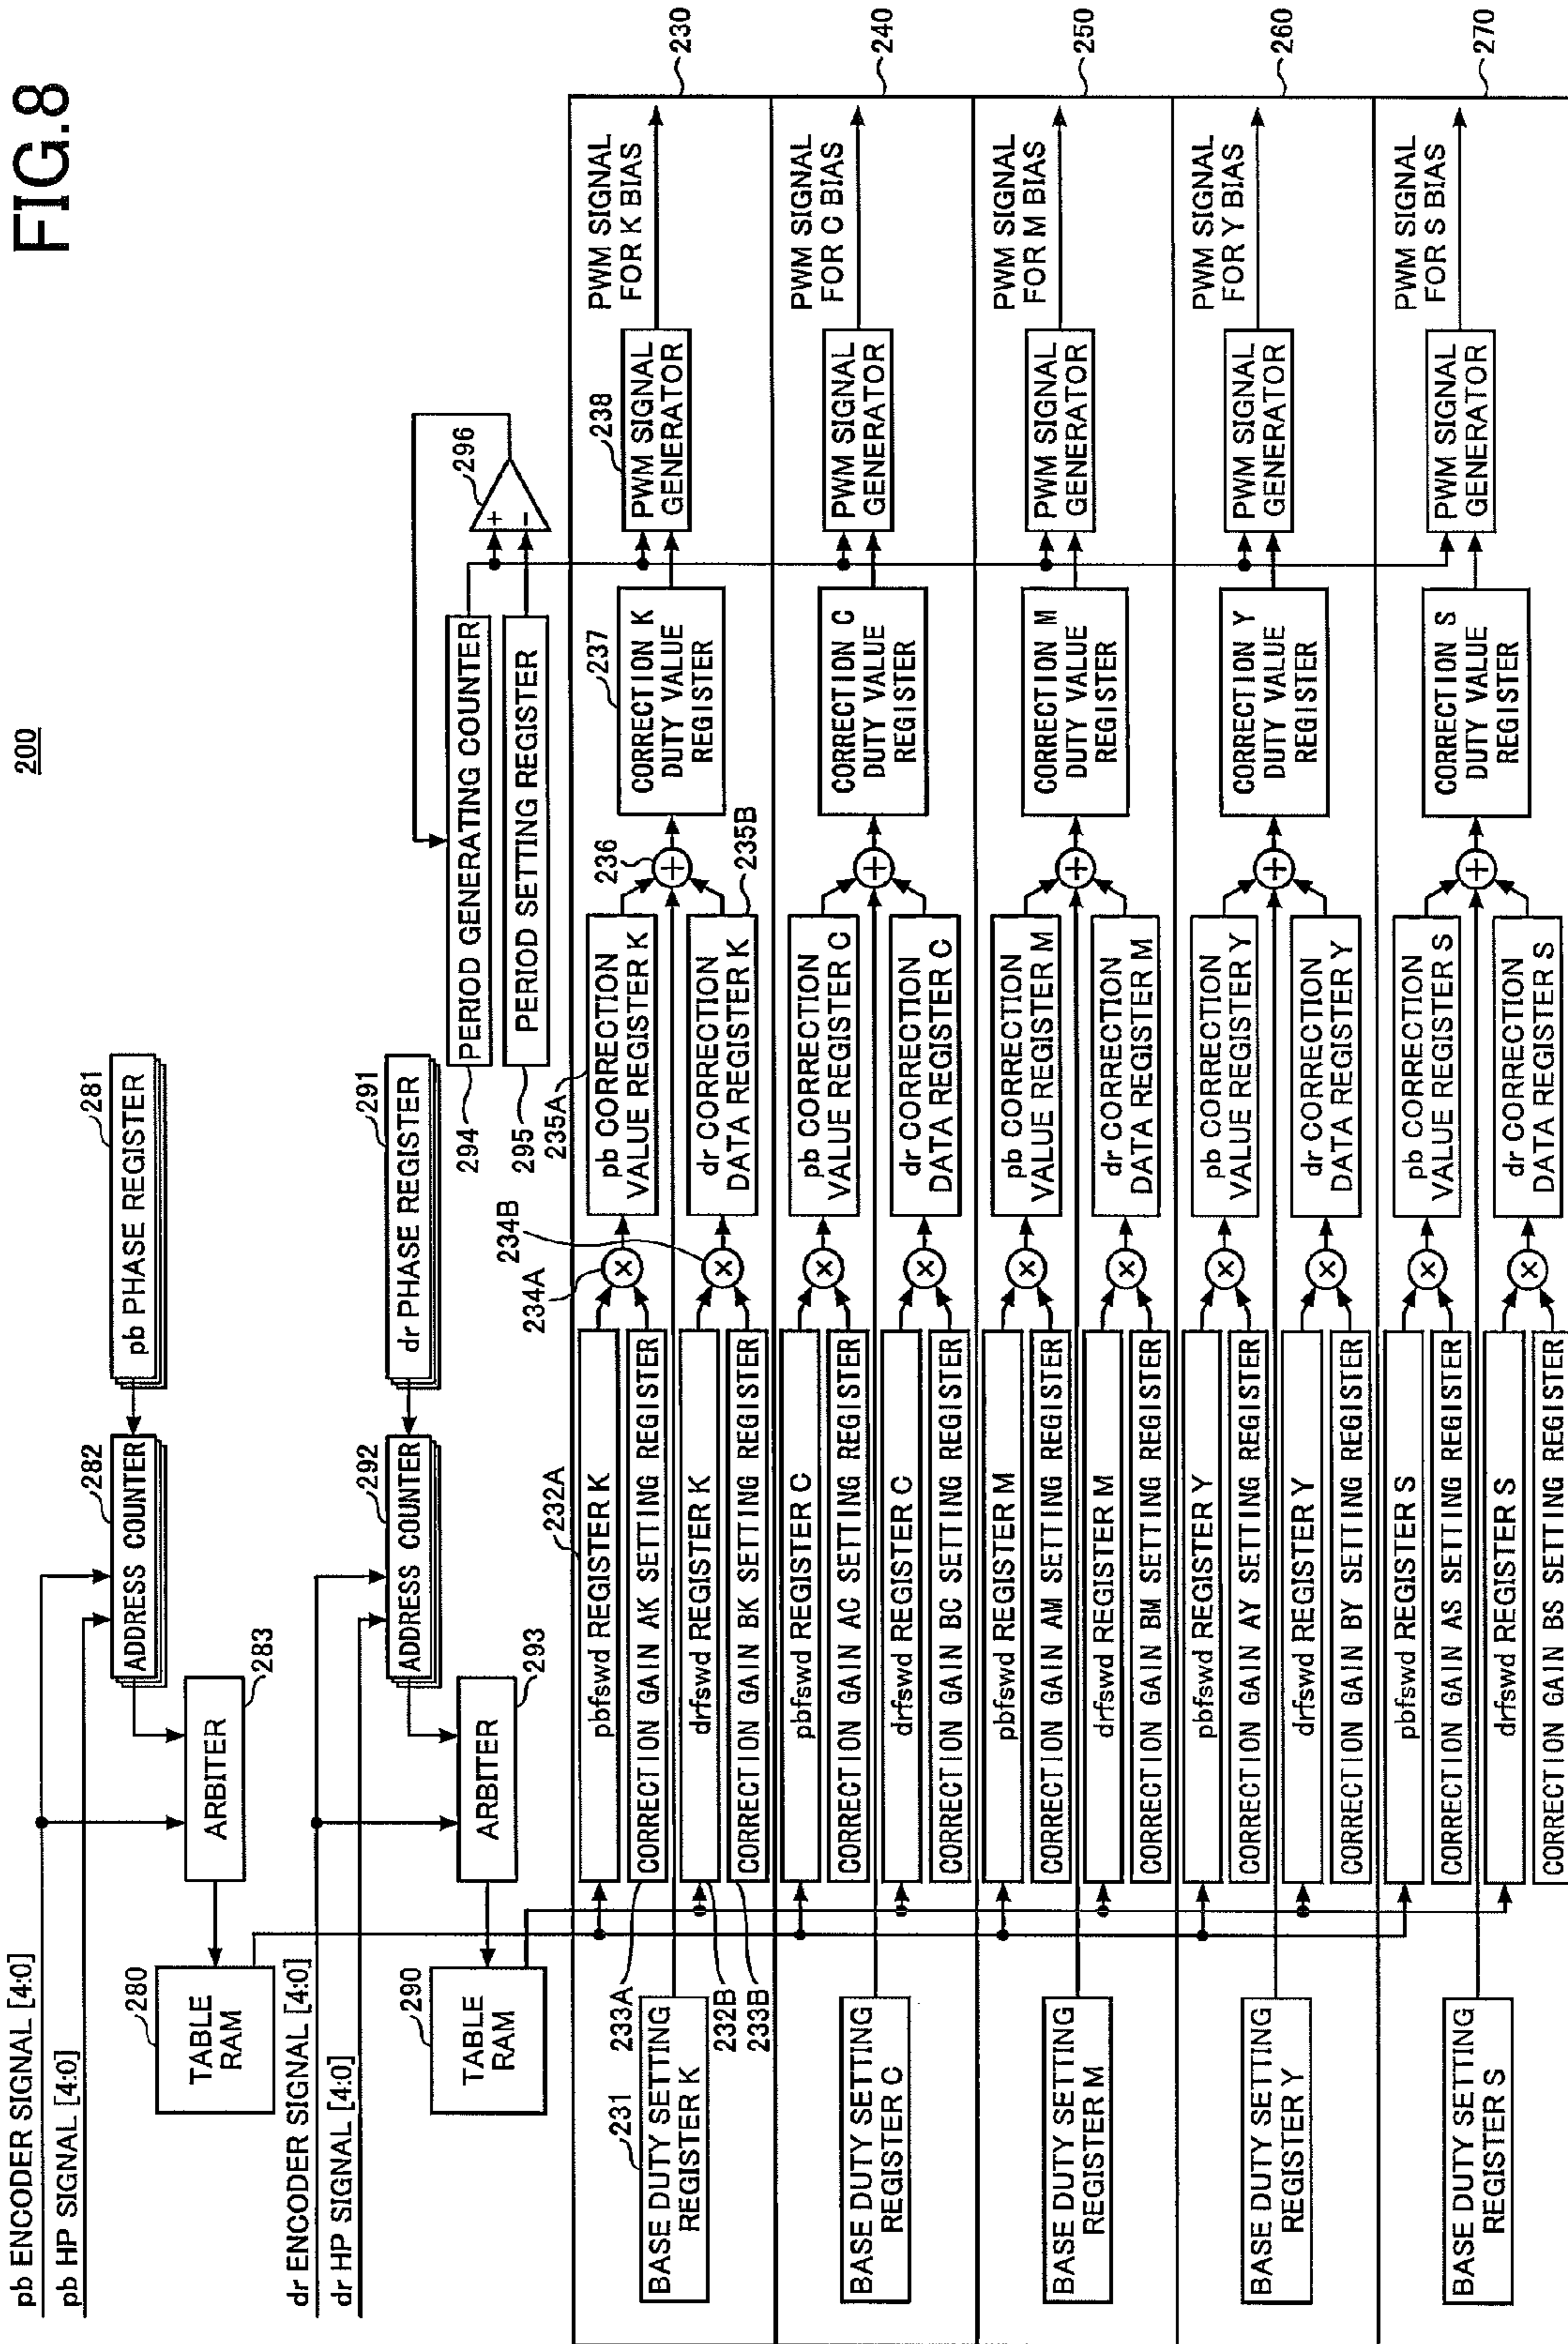 FIG.8
200
pb ENCODER SIGNAL [4:0]
pb HP SIGNAL [4:0]
280
TABLE
RAM
283
ARBITER
282
ADDRESS COUNTER
281
pb PHASE REGISTER
dr ENCODER SIGNAL [4:0]
dr HP SIGNAL [4:0]
290
TABLE
RAM
293
ARBITER
292
ADDRESS COUNTER
291
dr PHASE REGISTER
294
PERIOD GENERATING COUNTER
295
PERIOD SETTING REGISTER
296
+
-
231
BASE DUTY SETTING
REGISTER K
233A
232B
233B
232A
pbfswd REGISTER K
CORRECTION GAIN AK SETTING REGISTER
drfswd REGISTER K
CORRECTION GAIN BK SETTING REGISTER
234A
234B
×
×
235A
pb CORRECTION
VALUE REGISTER K
dr CORRECTION
DATA REGISTER K
235B
236
+
237
CORRECTION K
DUTY VALUE
REGISTER
238
PWM SIGNAL
GENERATOR
PWM SIGNAL
FOR K BIAS
230
BASE DUTY SETTING
REGISTER C
pbfswd REGISTER C
CORRECTION GAIN AC SETTING REGISTER
drfswd REGISTER C
CORRECTION GAIN BC SETTING REGISTER
×
×
pb CORRECTION
VALUE REGISTER C
dr CORRECTION
DATA REGISTER C
+
CORRECTION C
DUTY VALUE
REGISTER
PWM SIGNAL
GENERATOR
PWM SIGNAL
FOR C BIAS
240
BASE DUTY SETTING
REGISTER M
pbfswd REGISTER M
CORRECTION GAIN AM SETTING REGISTER
drfswd REGISTER M
CORRECTION GAIN BM SETTING REGISTER
×
×
pb CORRECTION
VALUE REGISTER M
dr CORRECTION
DATA REGISTER M
+
CORRECTION M
DUTY VALUE
REGISTER
PWM SIGNAL
GENERATOR
PWM SIGNAL
FOR M BIAS
250
BASE DUTY SETTING
REGISTER Y
pbfswd REGISTER Y
CORRECTION GAIN AY SETTING REGISTER
drfswd REGISTER Y
CORRECTION GAIN BY SETTING REGISTER
×
×
pb CORRECTION
VALUE REGISTER Y
dr CORRECTION
DATA REGISTER Y
+
CORRECTION Y
DUTY VALUE
REGISTER
PWM SIGNAL
GENERATOR
PWM SIGNAL
FOR Y BIAS
260
BASE DUTY SETTING
REGISTER S
pbfswd REGISTER S
CORRECTION GAIN AS SETTING REGISTER
drfswd REGISTER S
CORRECTION GAIN BS SETTING REGISTER
×
×
pb CORRECTION
VALUE REGISTER S
dr CORRECTION
DATA REGISTER S
+
CORRECTION S
DUTY VALUE
REGISTER
PWM SIGNAL
GENERATOR
PWM SIGNAL
FOR S BIAS
270